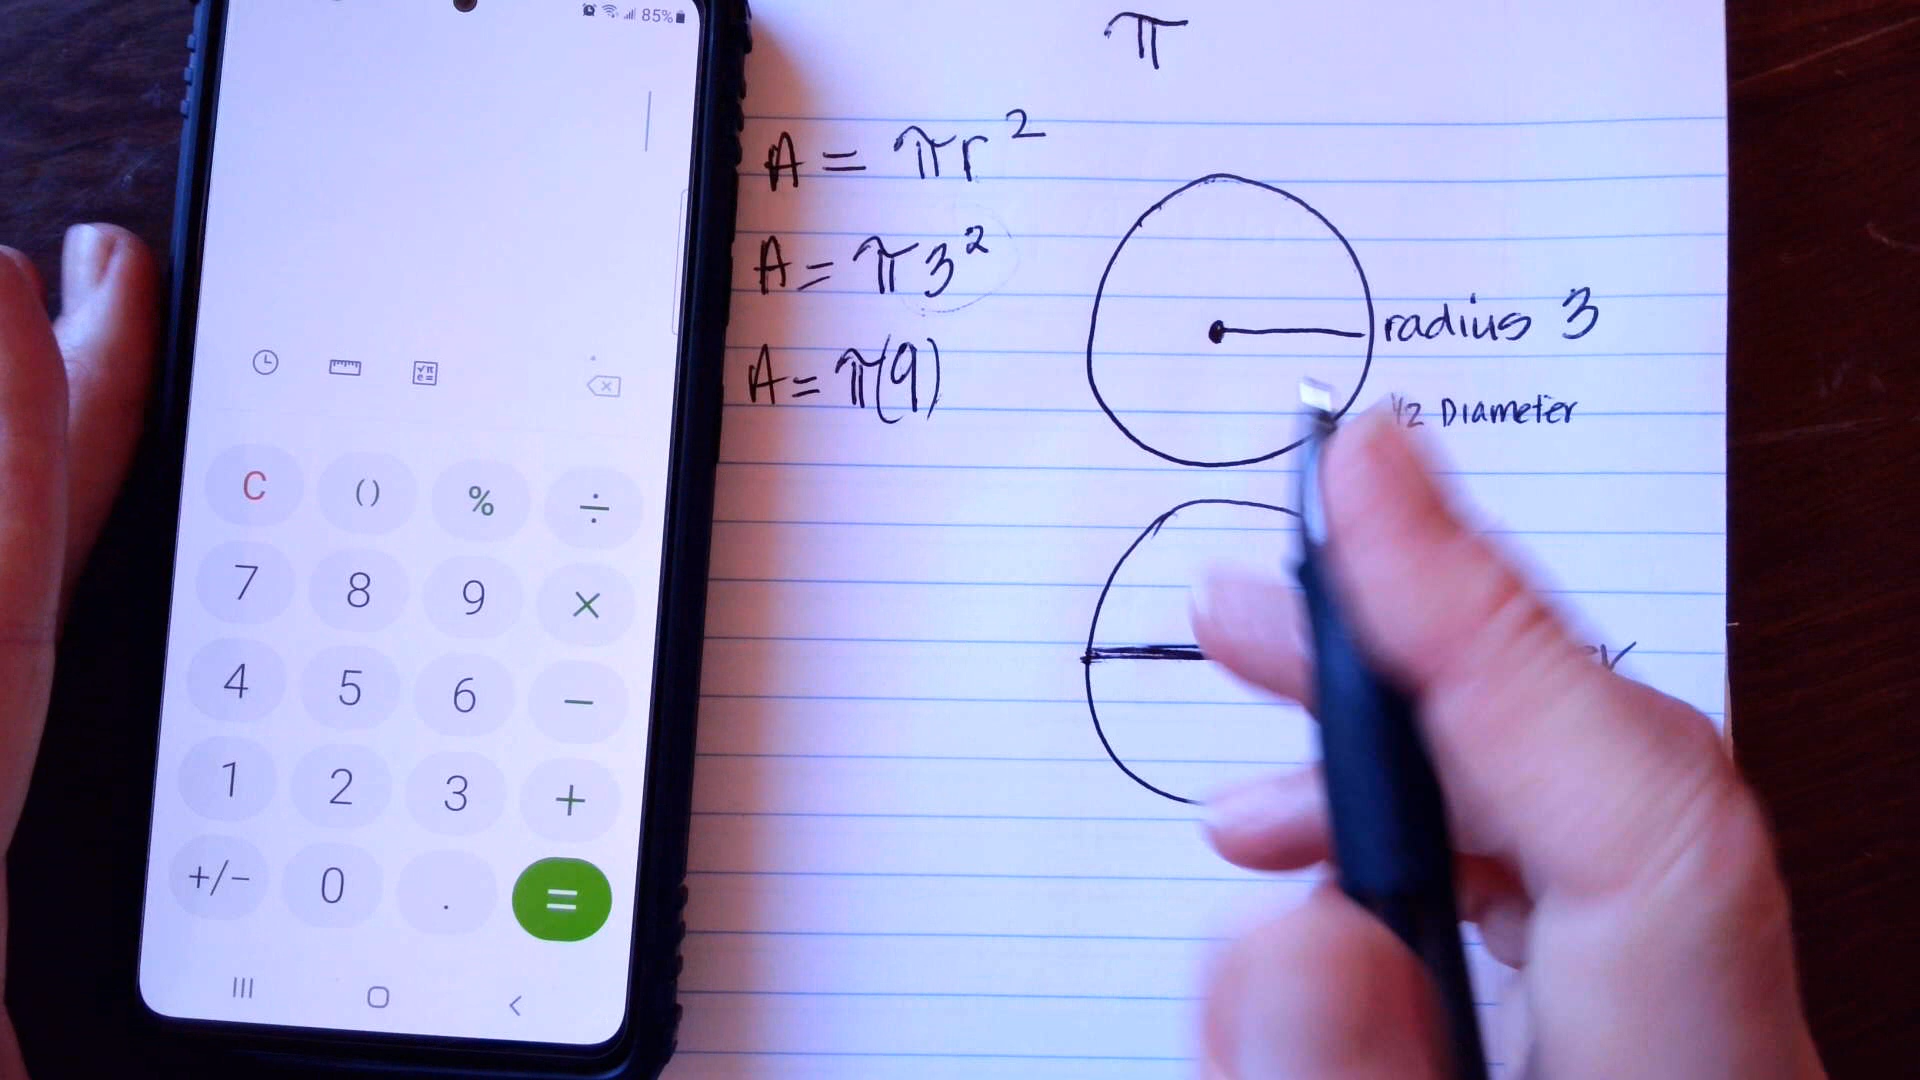 85%
C () % ÷
7 8 9 ×
4 5 6 −
1 2 3 +
+/− 0 . =
π
A = πr²
A = π3²
A = π(9)
radius 3
1/2 Diameter